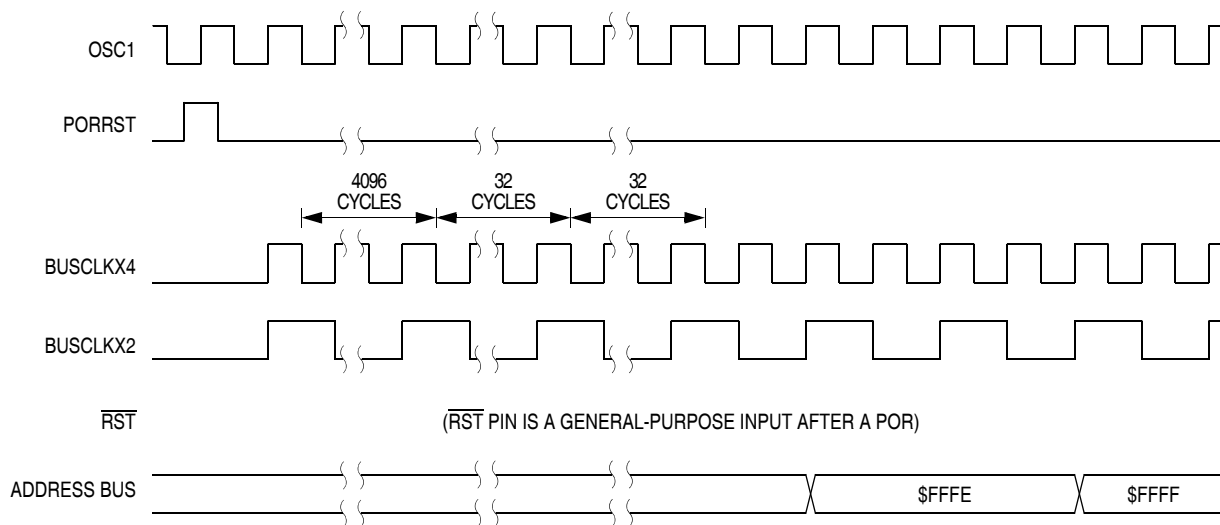 OSC1
PORRST
4096
CYCLES
32
CYCLES
32
CYCLES
BUSCLKX4
BUSCLKX2
RST
(RST PIN IS A GENERAL-PURPOSE INPUT AFTER A POR)
ADDRESS BUS
$FFFE
$FFFF